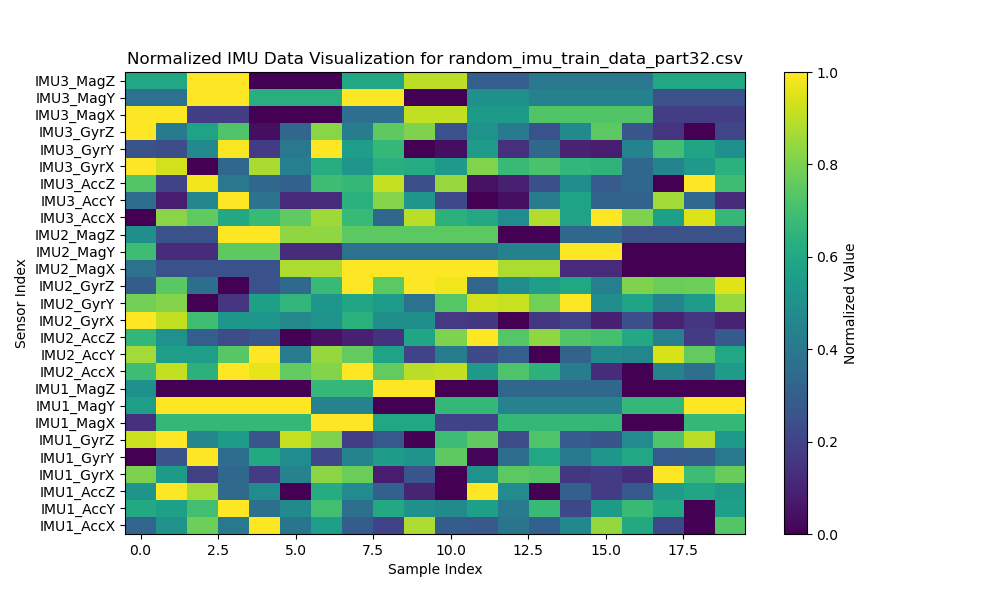 Normalized IMU Data Visualization for random_imu_train_data_part32.csv
Sensor Index
IMU3_MagZ
IMU3_MagY
IMU3_MagX
IMU3_GyrZ
IMU3_GyrY
IMU3_GyrX
IMU3_AccZ
IMU3_AccY
IMU3_AccX
IMU2_MagZ
IMU2_MagY
IMU2_MagX
IMU2_GyrZ
IMU2_GyrY
IMU2_GyrX
IMU2_AccZ
IMU2_AccY
IMU2_AccX
IMU1_MagZ
IMU1_MagY
IMU1_MagX
IMU1_GyrZ
IMU1_GyrY
IMU1_GyrX
IMU1_AccZ
IMU1_AccY
IMU1_AccX
0.0 2.5 5.0 7.5 10.0 12.5 15.0 17.5
Sample Index
1.0
0.8
0.6
0.4
0.2
0.0
Normalized Value